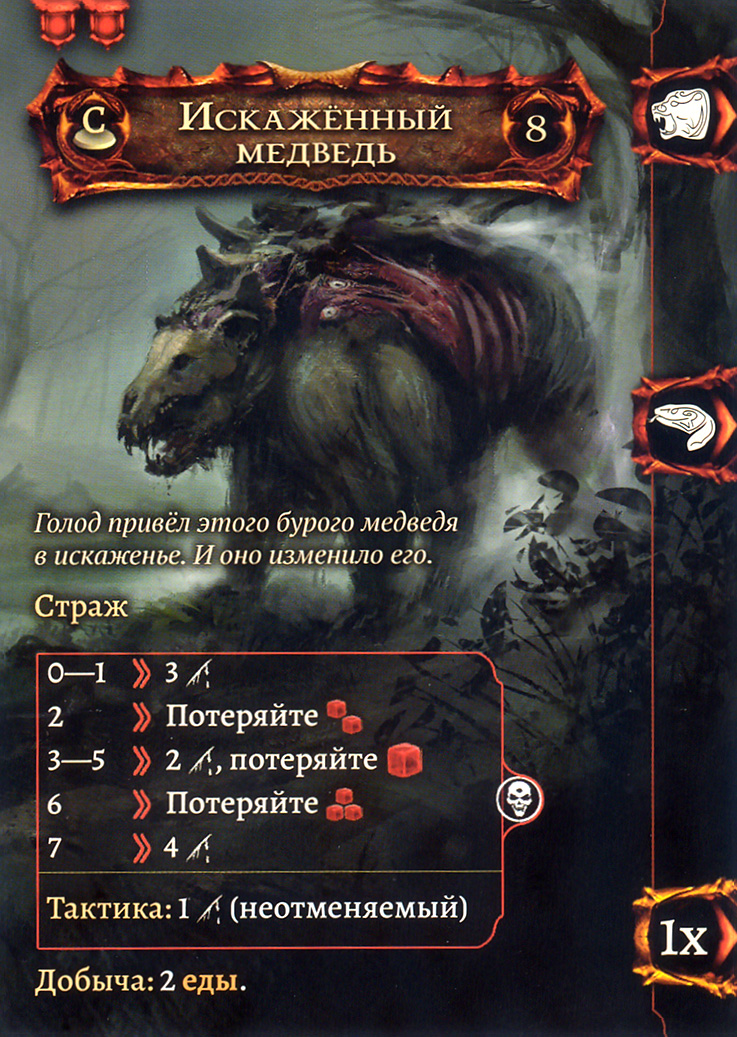 С
Искажённый
медведь
8
Голод привёл этого бурого медведя
в искаженье. И оно изменило его.
Страж
0—1 » 3
2 » Потеряйте
3—5 » 2 , потеряйте
6 » Потеряйте
7 » 4
Тактика: 1 (неотменяемый)
Добыча: 2 еды.
1x